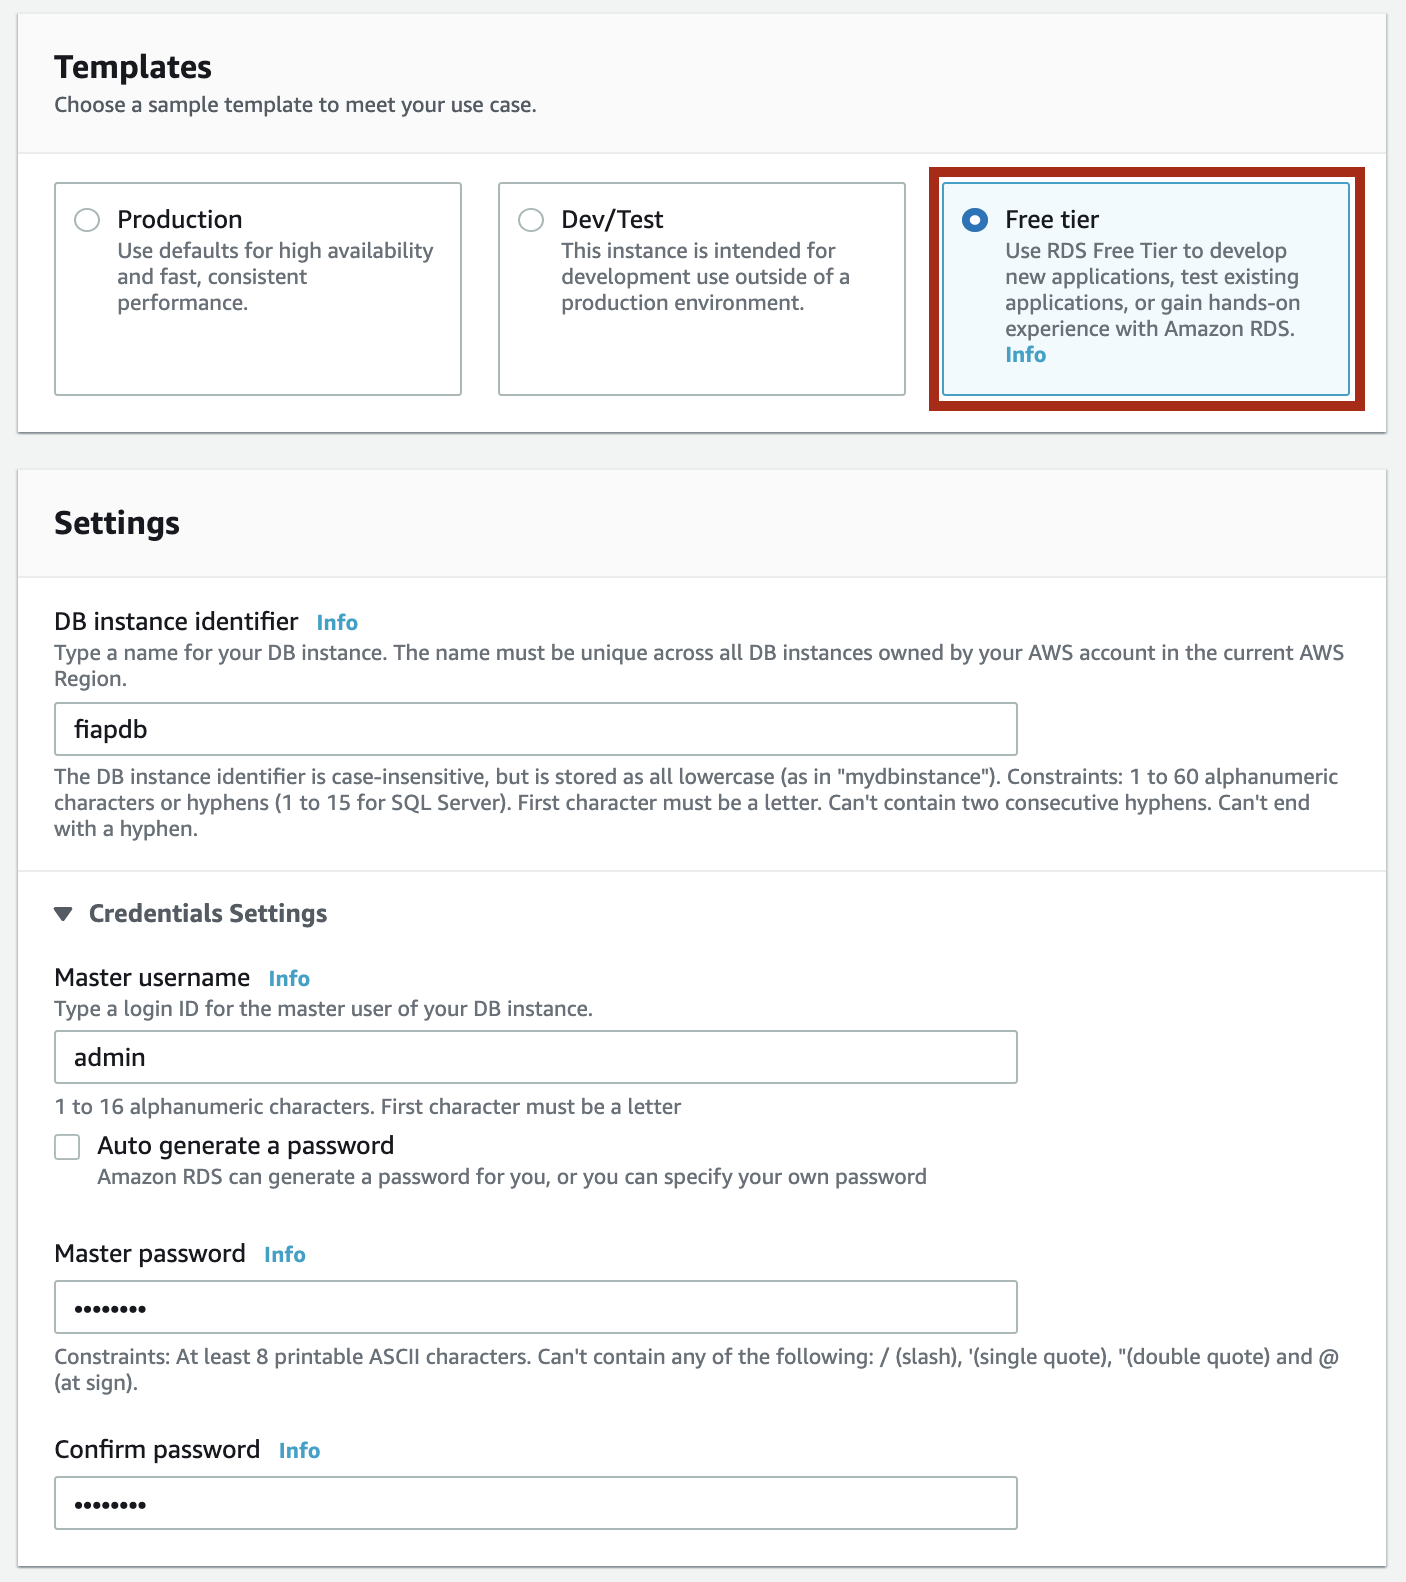 Templates
Choose a sample template to meet your use case.
Production
Use defaults for high availability
and fast, consistent
performance.
Dev/Test
This instance is intended for
development use outside of a
production environment.
Free tier
Use RDS Free Tier to develop
new applications, test existing
applications, or gain hands-on
experience with Amazon RDS.
Info
Settings
DB instance identifier Info
Type a name for your DB instance. The name must be unique across all DB instances owned by your AWS account in the current AWS
Region.
fiapdb
The DB instance identifier is case-insensitive, but is stored as all lowercase (as in "mydbinstance"). Constraints: 1 to 60 alphanumeric
characters or hyphens (1 to 15 for SQL Server). First character must be a letter. Can't contain two consecutive hyphens. Can't end
with a hyphen.
Credentials Settings
Master username Info
Type a login ID for the master user of your DB instance.
admin
1 to 16 alphanumeric characters. First character must be a letter
Auto generate a password
Amazon RDS can generate a password for you, or you can specify your own password
Master password Info
••••••••
Constraints: At least 8 printable ASCII characters. Can't contain any of the following: / (slash), '(single quote), "(double quote) and @
(at sign).
Confirm password Info
••••••••